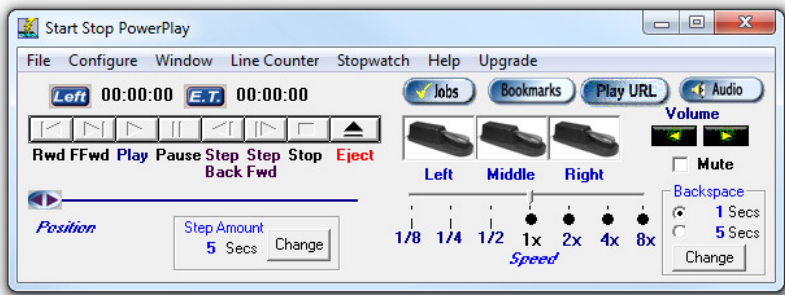 Start Stop PowerPlay
File Configure Window Line Counter Stopwatch Help Upgrade
Left 00:00:00 E.T. 00:00:00
Jobs Bookmarks Play URL Audio
Volume
Rwd FFwd Play Pause Step Back Step Fwd Stop Eject
Left Middle Right
Mute
Position
Step Amount
5 Secs Change
1/8 1/4 1/2 1x 2x 4x 8x
Speed
Backspace
1 Secs
5 Secs
Change